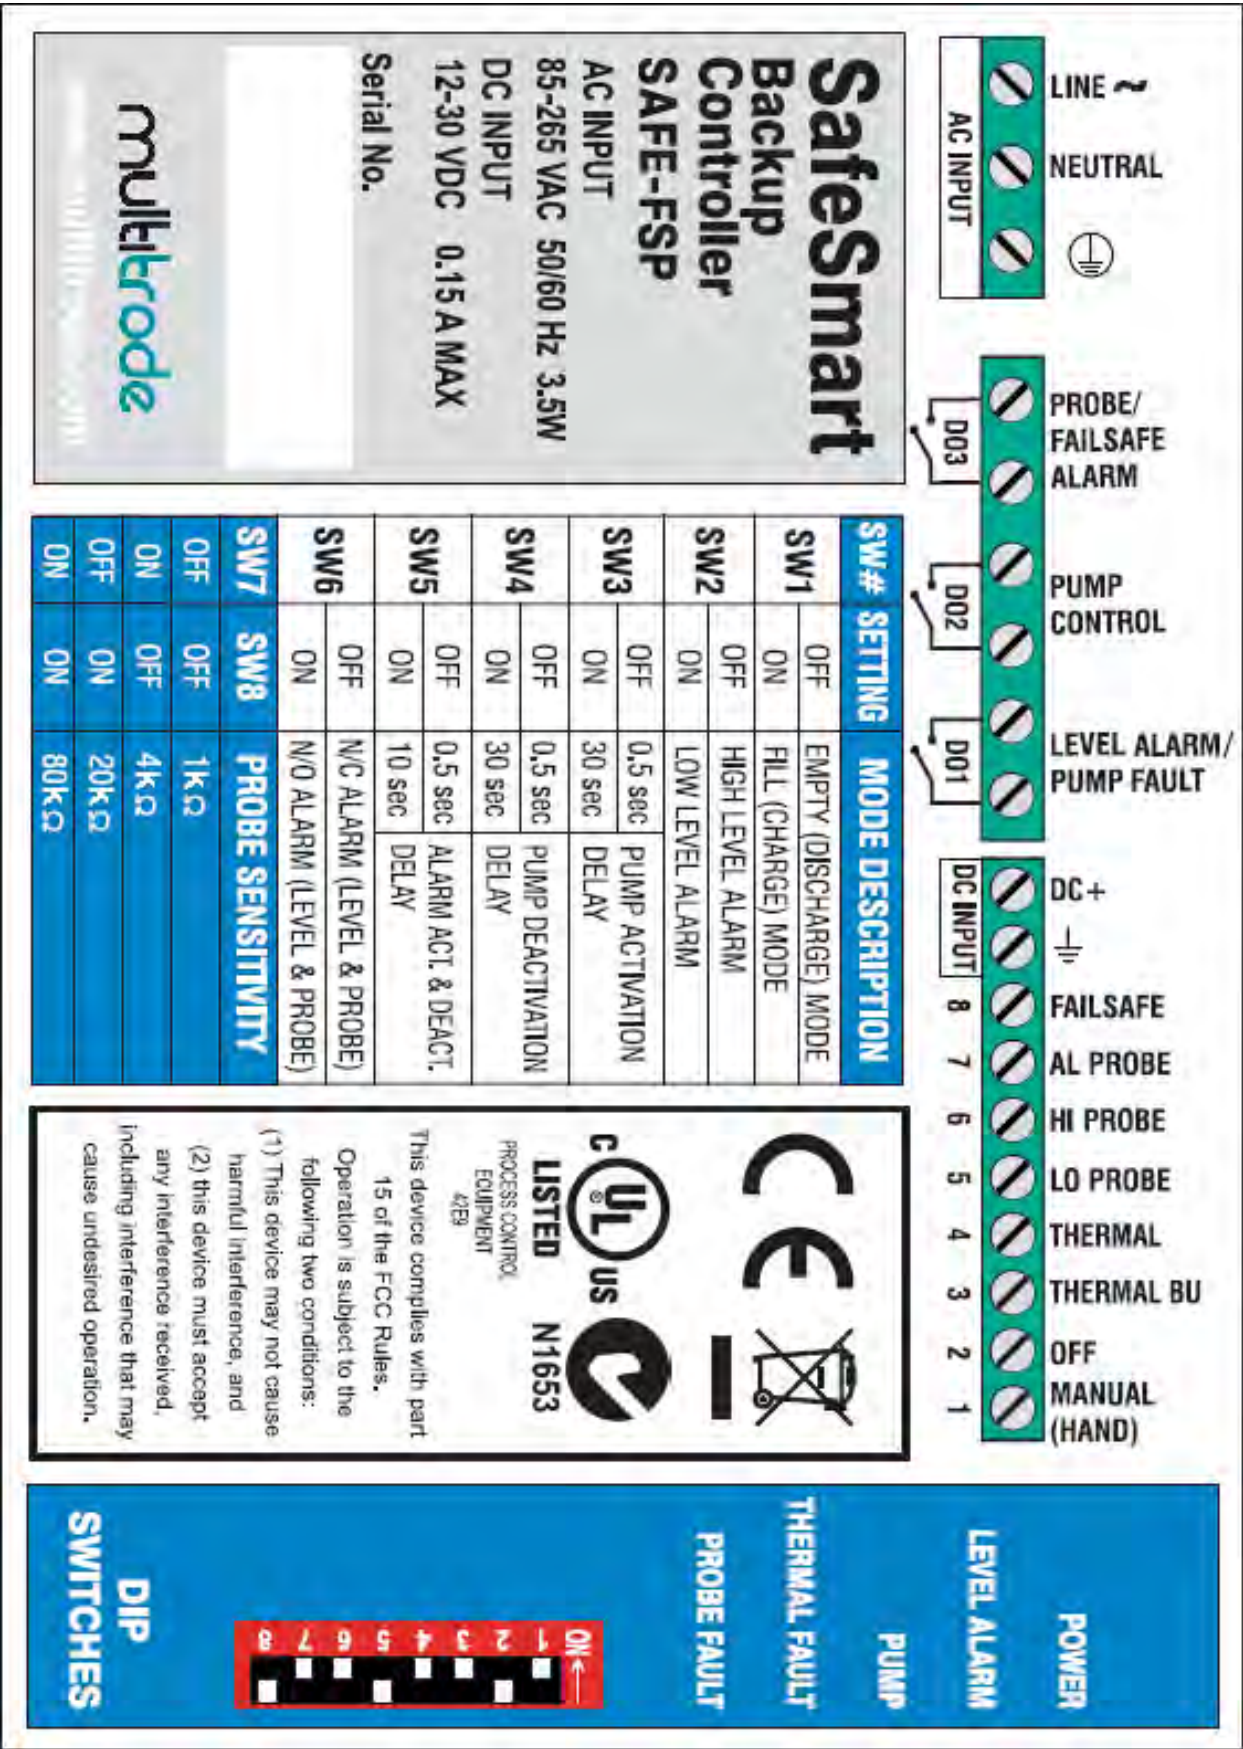 LINE ~
NEUTRAL
AC INPUT
PROBE/
FAILSAFE
ALARM
DO3
PUMP
CONTROL
DO2
LEVEL ALARM/
PUMP FAULT
DO1
DC+
DC INPUT
8 FAILSAFE
7 AL PROBE
6 HI PROBE
5 LO PROBE
4 THERMAL
3 THERMAL BU
2 OFF
1 MANUAL
(HAND)
SafeSmart
Backup
Controller
SAFE-FSP
AC INPUT
85-265 VAC 50/60 Hz 3.5W
DC INPUT
12-30 VDC 0.15 A MAX
Serial No.
multitrode
SW# SETTING MODE DESCRIPTION
SW1 OFF EMPTY (DISCHARGE) MODE
ON FILL (CHARGE) MODE
SW2 OFF HIGH LEVEL ALARM
ON LOW LEVEL ALARM
SW3 OFF 0.5 sec PUMP ACTIVATION
ON 30 sec DELAY
SW4 OFF 0.5 sec PUMP DEACTIVATION
ON 30 sec DELAY
SW5 OFF 0.5 sec ALARM ACT. & DEACT.
ON 10 sec DELAY
SW6 OFF N/C ALARM (LEVEL & PROBE)
ON N/O ALARM (LEVEL & PROBE)
SW7 SW8 PROBE SENSITIVITY
OFF OFF 1kΩ
ON OFF 4kΩ
OFF ON 20kΩ
ON ON 80kΩ
CE
C UL ® US
LISTED
PROCESS CONTROL
EQUIPMENT
42E9
N1653
This device complies with part
15 of the FCC Rules.
Operation is subject to the
following two conditions:
(1) This device may not cause
harmful interference, and
(2) this device must accept
any interference received,
including interference that may
cause undesired operation.
POWER
LEVEL ALARM
PUMP
THERMAL FAULT
PROBE FAULT
ON
1 2 3 4 5 6 7 8
DIP
SWITCHES